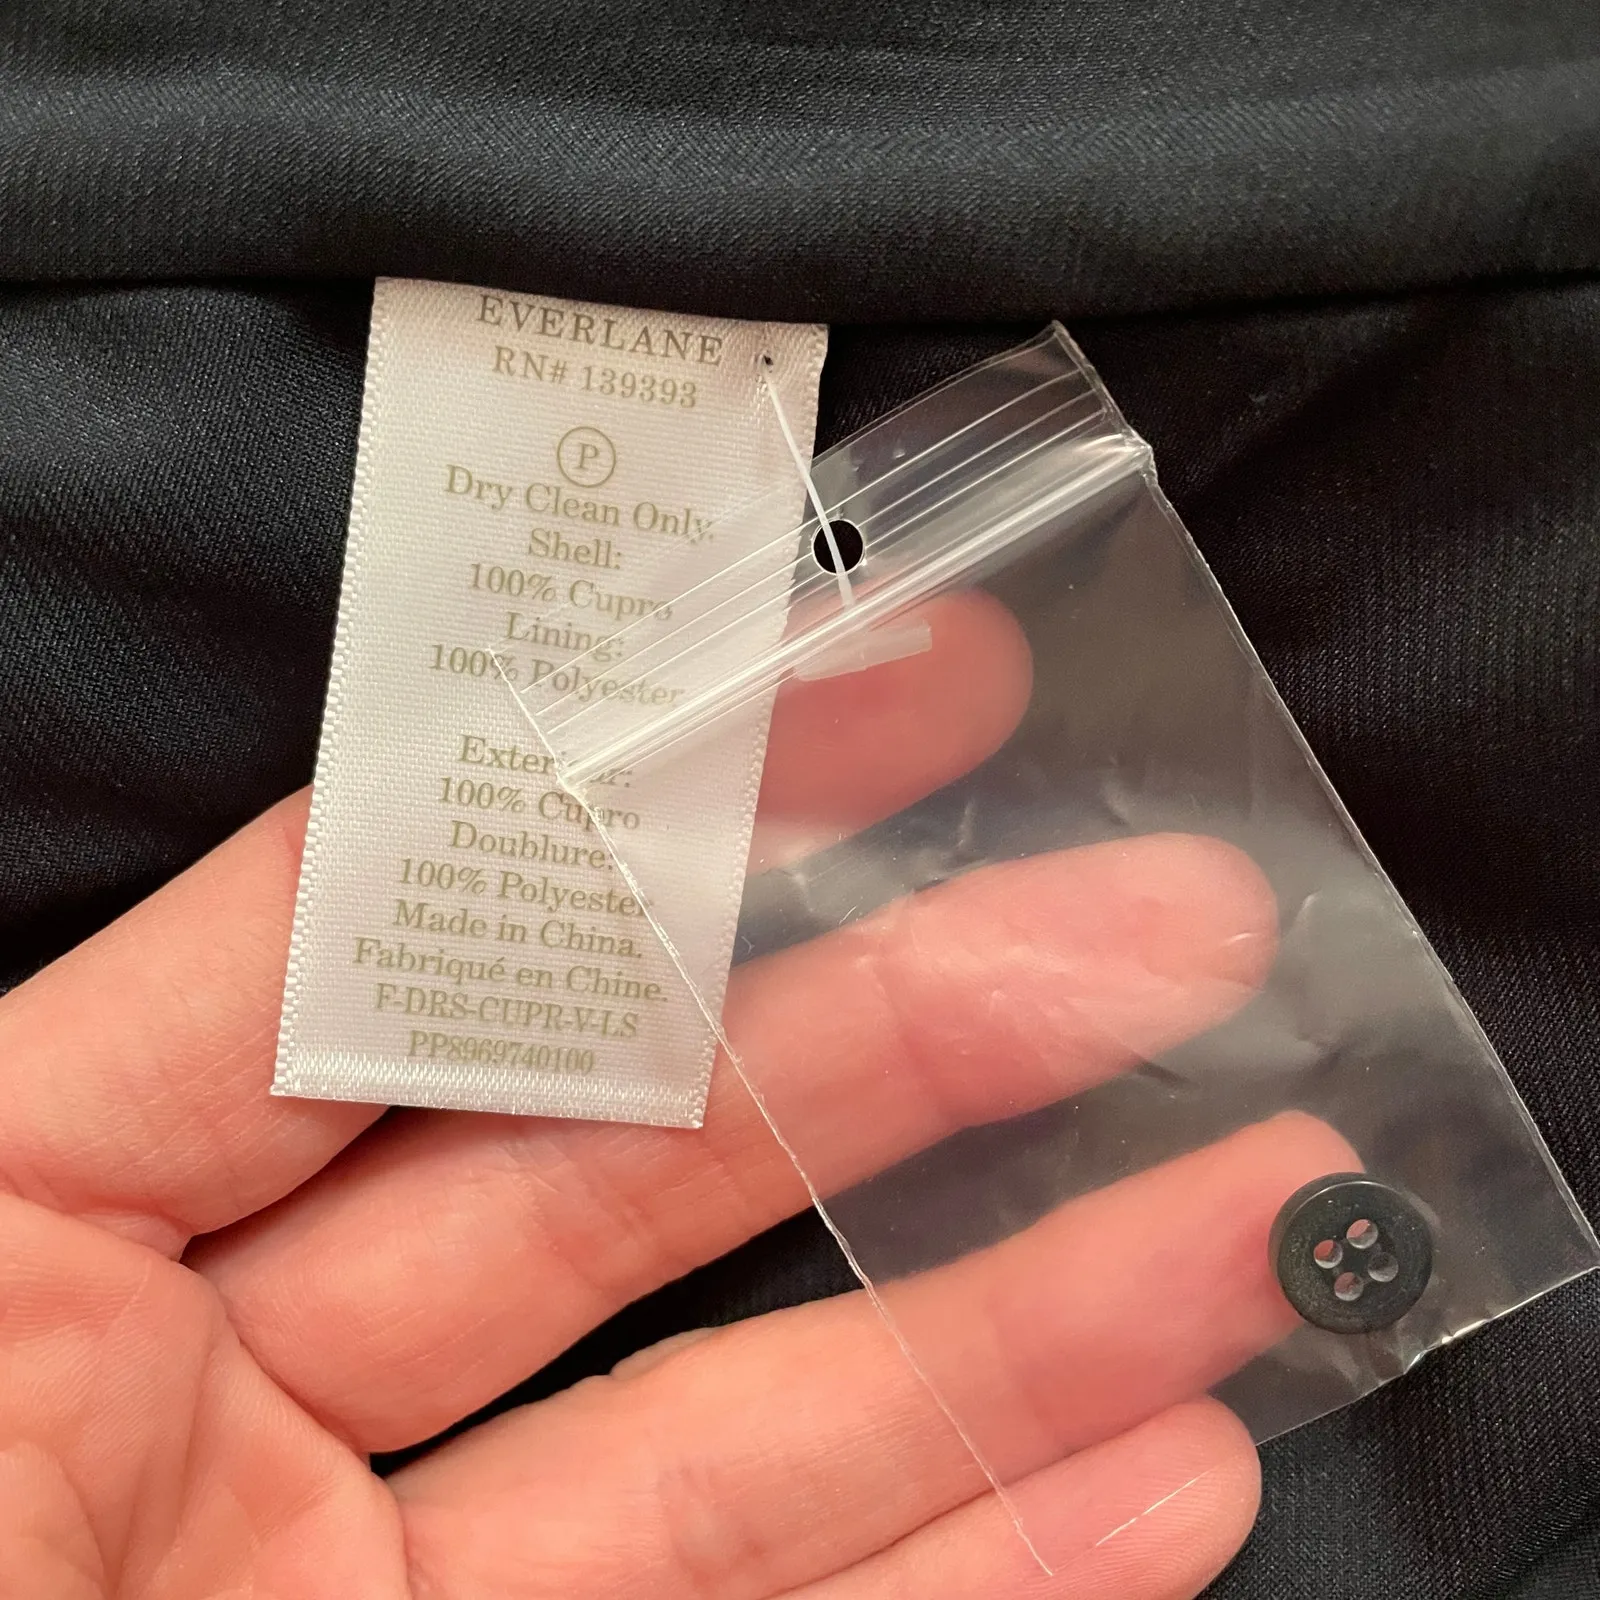 EVERLANE
RN# 139393
P
Dry Clean Only.
Shell:
100% Cupro
Lining:
100% Polyester
Exterieur:
100% Cupro
Doublure:
100% Polyester
Made in China.
Fabriqué en Chine.
F-DRS-CUPR-V-LS
PP8969740100